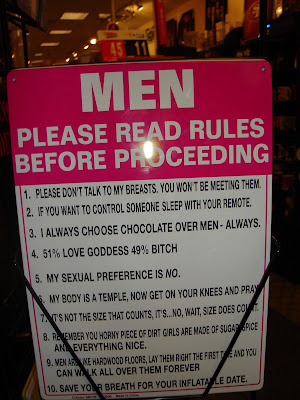 MEN
PLEASE READ RULES
BEFORE PROCEEDING
1. PLEASE DON'T TALK TO MY BREASTS. YOU WON'T BE MEETING THEM.
2. IF YOU WANT TO CONTROL SOMEONE SLEEP WITH YOUR REMOTE.
3. I ALWAYS CHOOSE CHOCOLATE OVER MEN - ALWAYS.
4. 51% LOVE GODDESS 49% BITCH
5. MY SEXUAL PREFERENCE IS NO.
6. MY BODY IS A TEMPLE, NOW GET ON YOUR KNEES AND PRAY.
7. IT'S NOT THE SIZE THAT COUNTS, IT'S...NO, WAIT, SIZE DOES COUNT.
8. REMEMBER YOU HORNY PIECE OF DIRT GIRLS ARE MADE OF SUGAR SPICE
AND EVERYTHING NICE.
9. MEN ARE LIKE HARDWOOD FLOORS, LAY THEM RIGHT THE FIRST TIME AND YOU
CAN WALK ALL OVER THEM FOREVER
10. SAVE YOUR BREATH FOR YOUR INFLATABLE DATE.